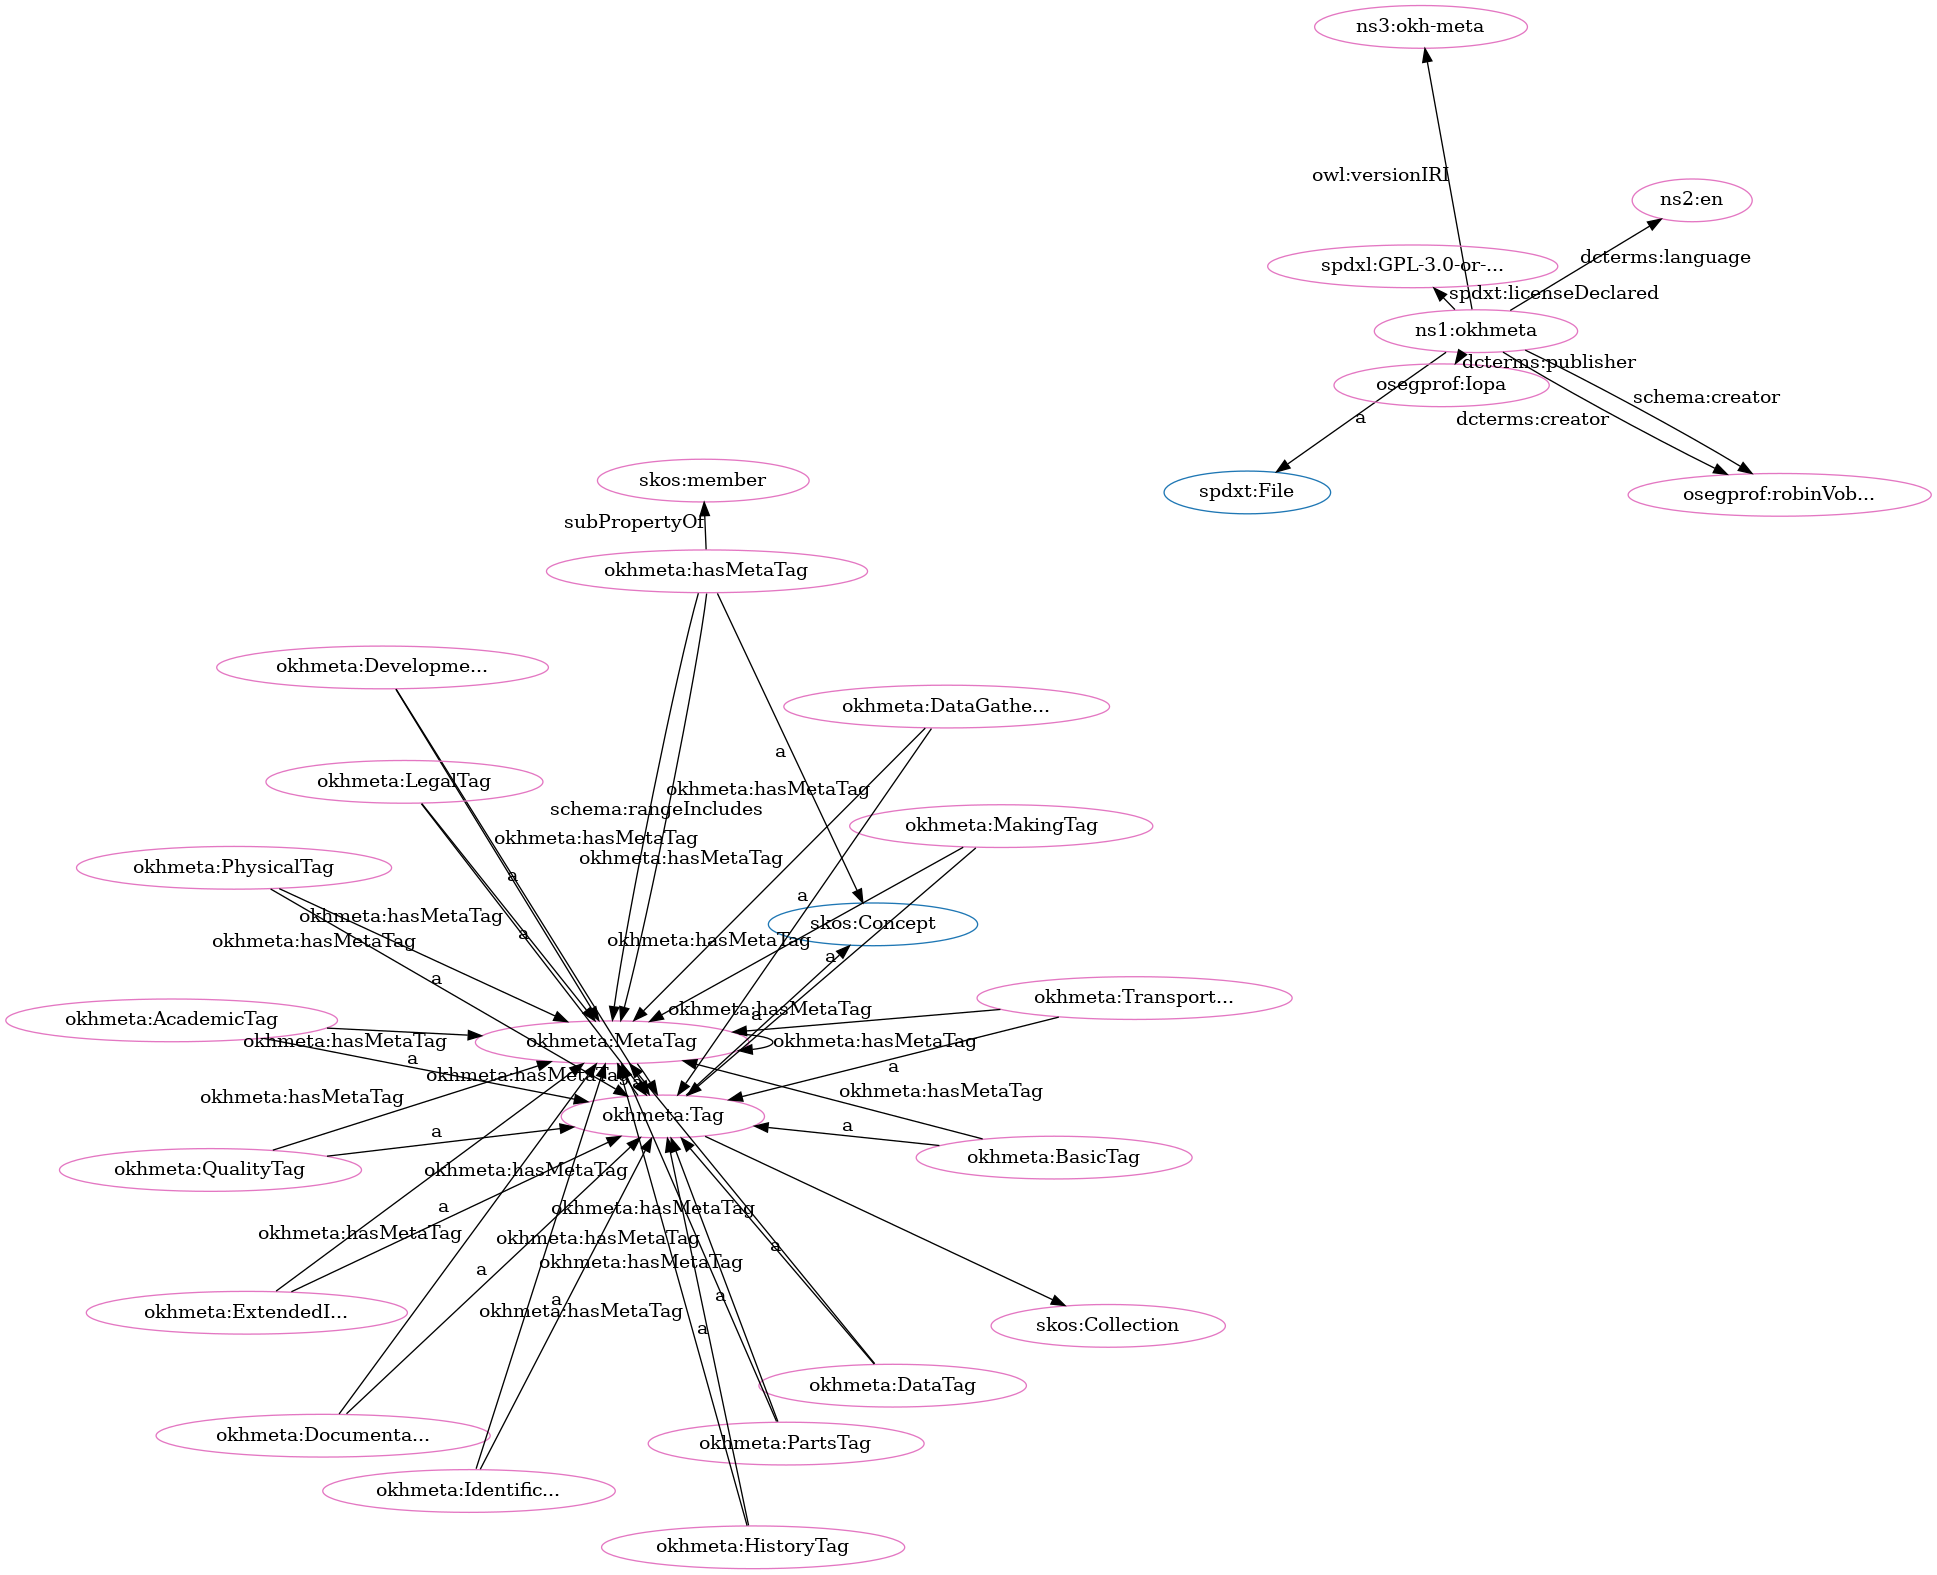 ns3:okh-meta
owl:versionIRI
ns2:en
dcterms:language
spdxl:GPL-3.0-or-...
spdxt:licenseDeclared
ns1:okhmeta
dcterms:publisher
osegprof:Iopa
schema:creator
a
dcterms:creator
skos:member
spdxt:File
osegprof:robinVob...
subPropertyOf
okhmeta:hasMetaTag
okhmeta:Developme...
okhmeta:DataGathe...
a
okhmeta:LegalTag
okhmeta:hasMetaTag
schema:rangeIncludes
okhmeta:MakingTag
okhmeta:hasMetaTag
okhmeta:hasMetaTag
okhmeta:PhysicalTag
a
a
okhmeta:hasMetaTag
skos:Concept
a
okhmeta:hasMetaTag
okhmeta:hasMetaTag
a
a
okhmeta:Transport...
okhmeta:hasMetaTag
a
okhmeta:AcademicTag
okhmeta:hasMetaTag
okhmeta:MetaTag
okhmeta:hasMetaTag
a
a
okhmeta:hasMetaTag
a
okhmeta:hasMetaTag
okhmeta:hasMetaTag
okhmeta:Tag
a
a
okhmeta:BasicTag
okhmeta:QualityTag
okhmeta:hasMetaTag
a
okhmeta:hasMetaTag
okhmeta:hasMetaTag
okhmeta:hasMetaTag
a
okhmeta:hasMetaTag
a
a
okhmeta:hasMetaTag
a
okhmeta:ExtendedI...
skos:Collection
a
okhmeta:DataTag
okhmeta:Documenta...
okhmeta:PartsTag
okhmeta:Identific...
okhmeta:HistoryTag